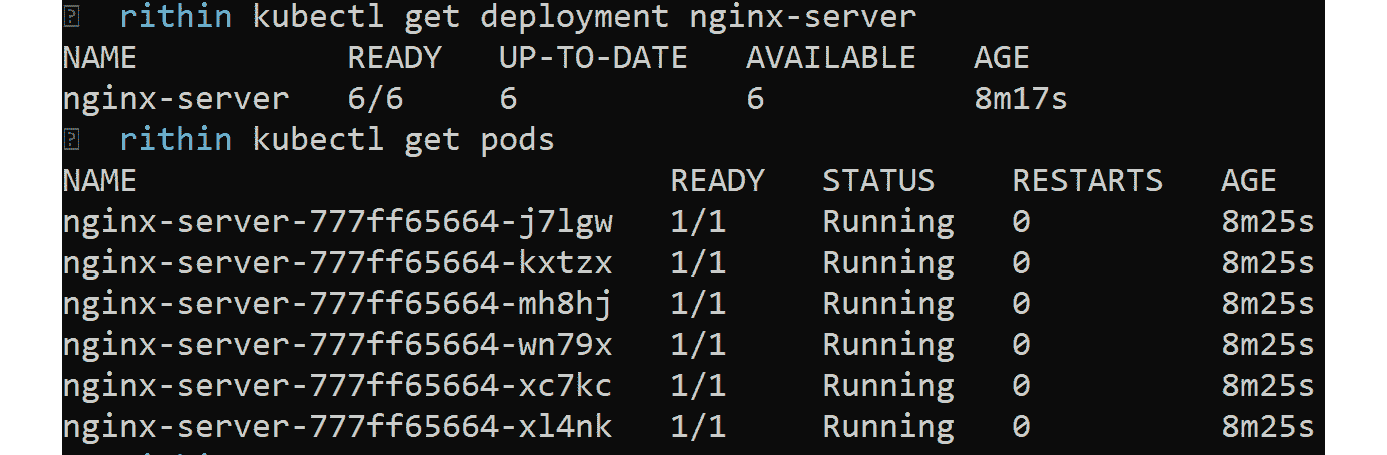 rithin kubectl get deployment nginx-server
NAME READY UP-TO-DATE AVAILABLE AGE
nginx-server 6/6 6 6 8m17s
rithin kubectl get pods
NAME READY STATUS RESTARTS AGE
nginx-server-777ff65664-j7lgw 1/1 Running 0 8m25s
nginx-server-777ff65664-kxtzx 1/1 Running 0 8m25s
nginx-server-777ff65664-mh8hj 1/1 Running 0 8m25s
nginx-server-777ff65664-wn79x 1/1 Running 0 8m25s
nginx-server-777ff65664-xc7kc 1/1 Running 0 8m25s
nginx-server-777ff65664-xl4nk 1/1 Running 0 8m25s